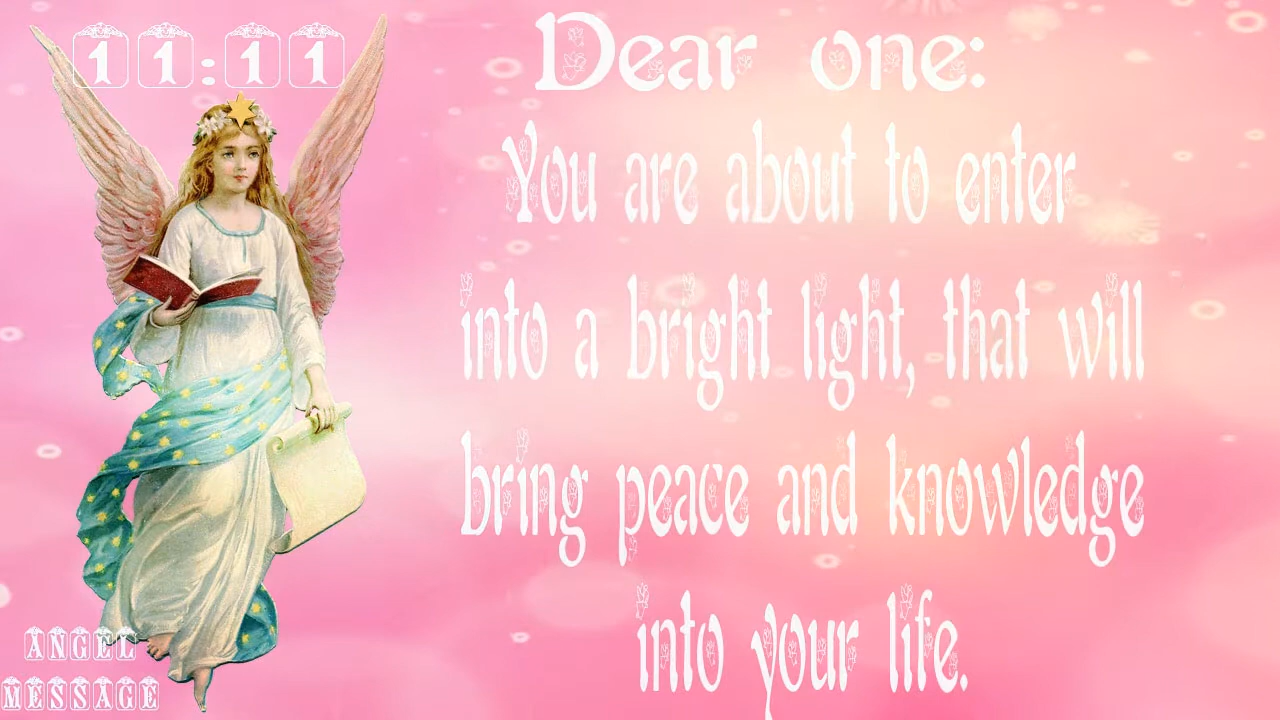 11:11
Dear one:
You are about to enter
into a bright light, that will
bring peace and knowledge
into your life.
ANGEL
MESSAGE